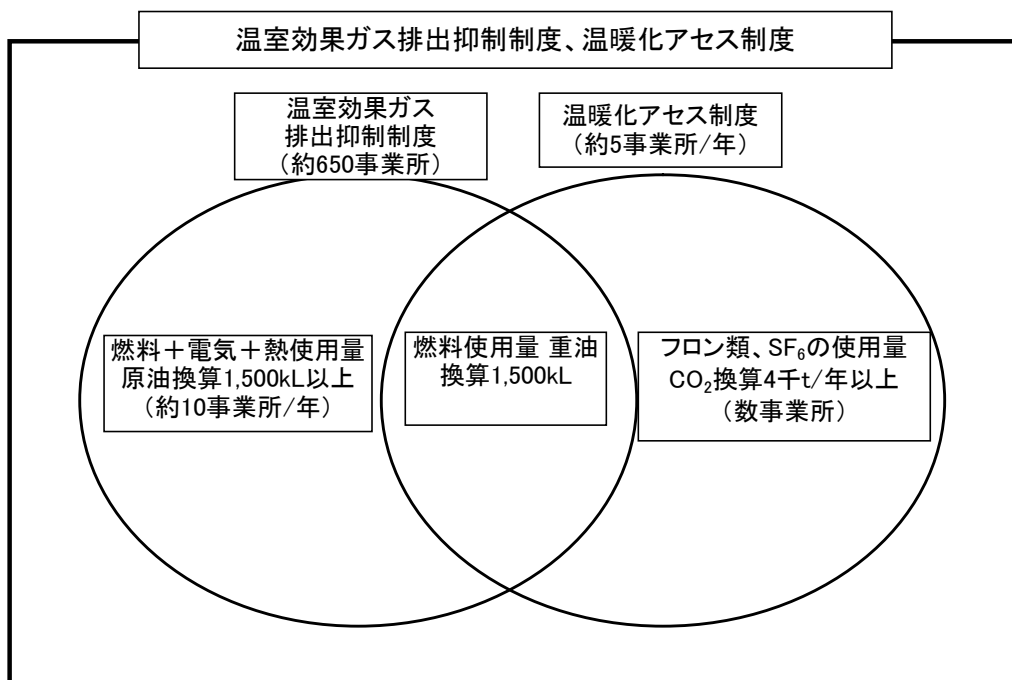 温室効果ガス排出抑制制度、温暖化アセス制度
温室効果ガス
排出抑制制度
（約650事業所）
温暖化アセス制度
（約5事業所/年）
燃料＋電気＋熱使用量
原油換算1,500kL以上
（約10事業所/年）
燃料使用量 重油
換算1,500kL
フロン類、SF₆の使用量
CO₂換算4千t/年以上
（数事業所）